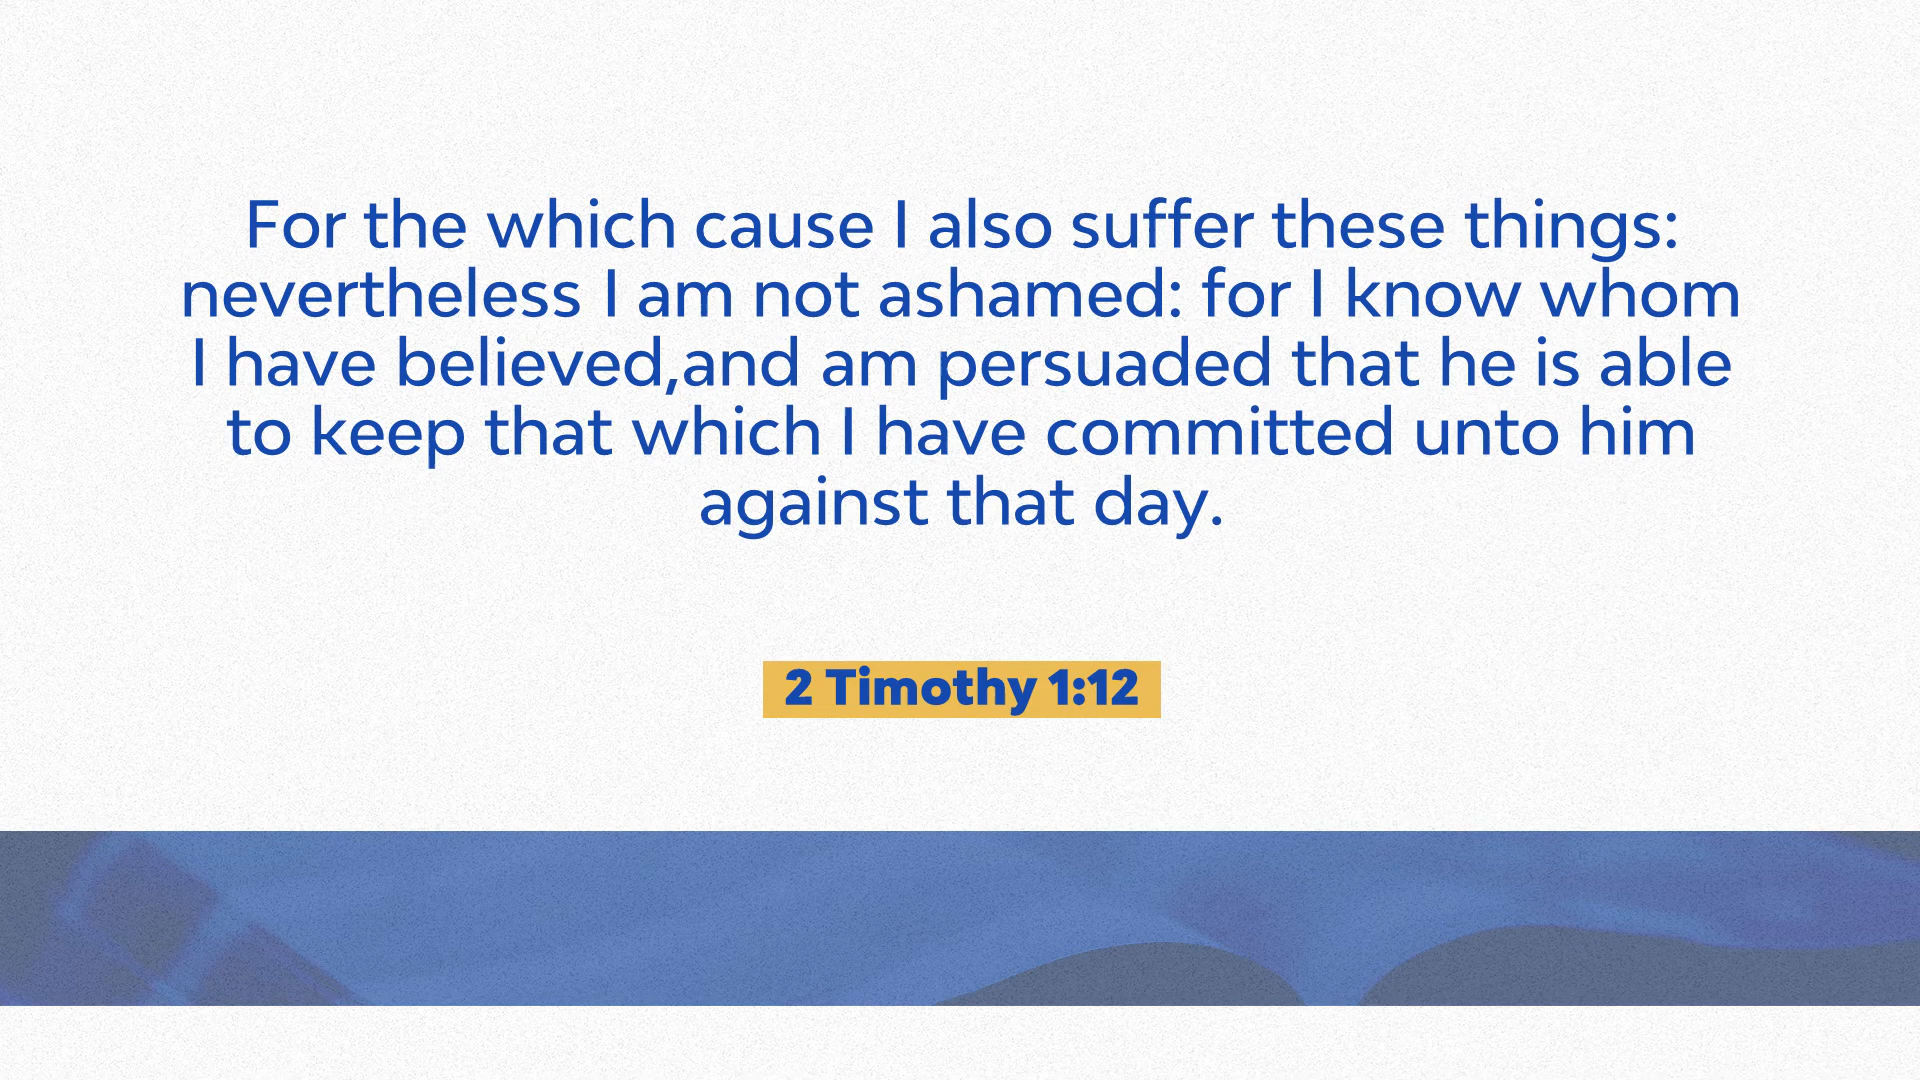 For the which cause I also suffer these things:
nevertheless I am not ashamed: for I know whom
I have believed,and am persuaded that he is able
to keep that which I have committed unto him
against that day.
2 Timothy 1:12